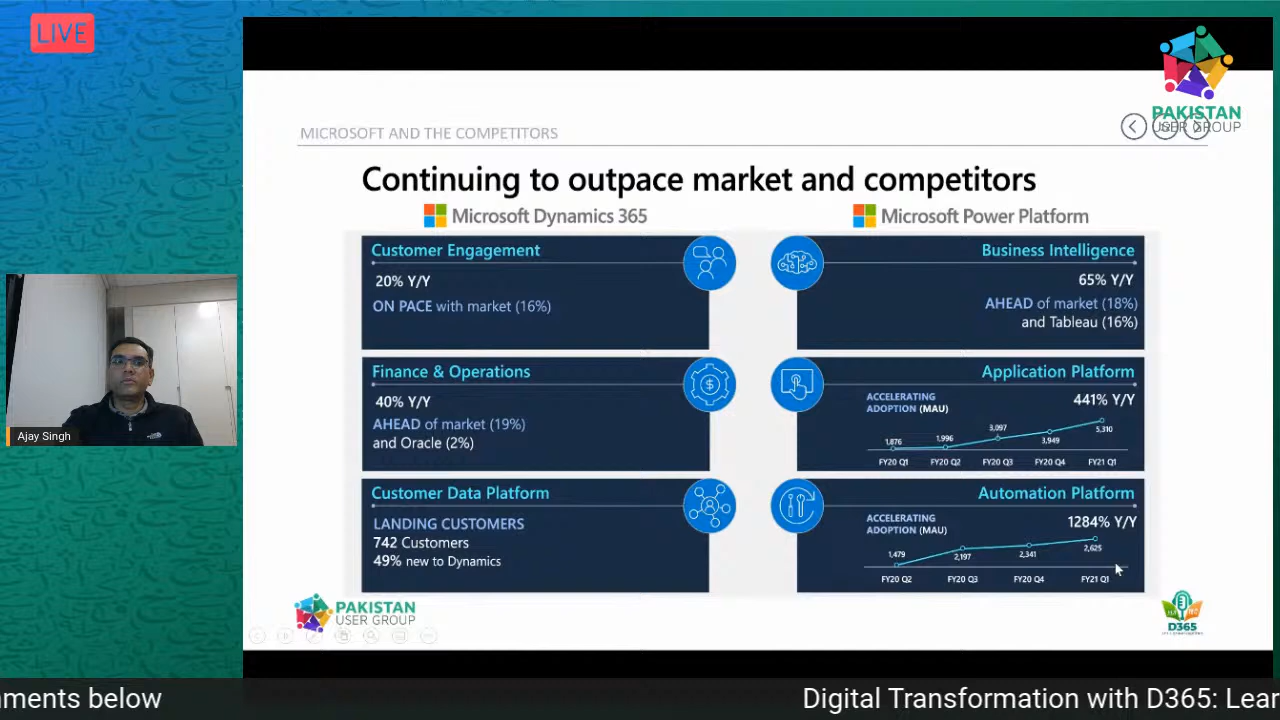 LIVE
PAKISTAN
USER GROUP
MICROSOFT AND THE COMPETITORS
Continuing to outpace market and competitors
Microsoft Dynamics 365
Microsoft Power Platform
Customer Engagement
20% Y/Y
ON PACE with market (16%)
Business Intelligence
65% Y/Y
AHEAD of market (18%)
and Tableau (16%)
Finance & Operations
40% Y/Y
AHEAD of market (19%)
and Oracle (2%)
Application Platform
ACCELERATING
ADOPTION (MAU)
441% Y/Y
1,876
1,996
3,097
3,949
5,310
FY20 Q1
FY20 Q2
FY20 Q3
FY20 Q4
FY21 Q1
Customer Data Platform
LANDING CUSTOMERS
742 Customers
49% new to Dynamics
Automation Platform
ACCELERATING
ADOPTION (MAU)
1284% Y/Y
1,479
2,197
2,341
2,625
FY20 Q2
FY20 Q3
FY20 Q4
FY21 Q1
Ajay Singh
PAKISTAN
USER GROUP
D365
nments below
Digital Transformation with D365: Lear